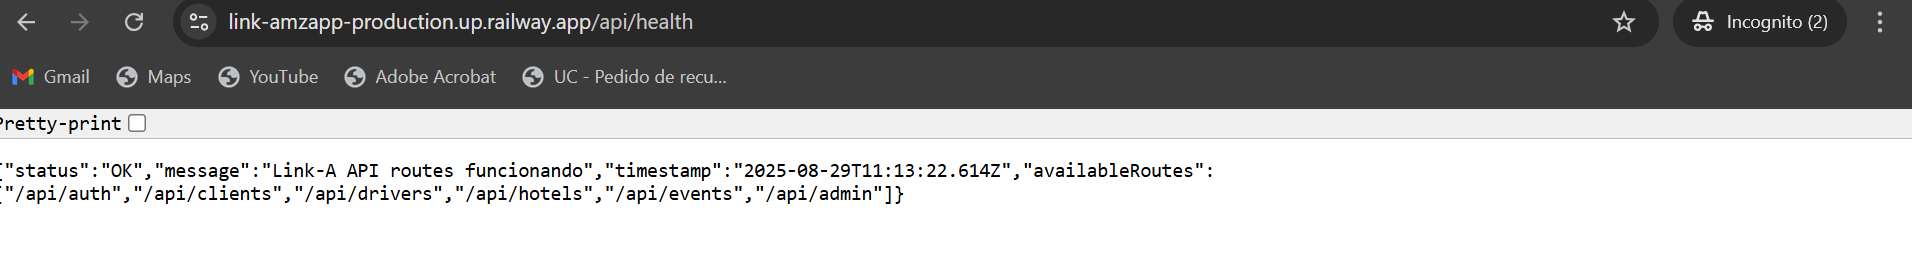 link-amzapp-production.up.railway.app/api/health
Incognito (2)
Gmail
Maps
YouTube
Adobe Acrobat
UC - Pedido de recu...
Pretty-print
{"status":"OK","message":"Link-A API routes funcionando","timestamp":"2025-08-29T11:13:22.614Z","availableRoutes":
["/api/auth","/api/clients","/api/drivers","/api/hotels","/api/events","/api/admin"]}